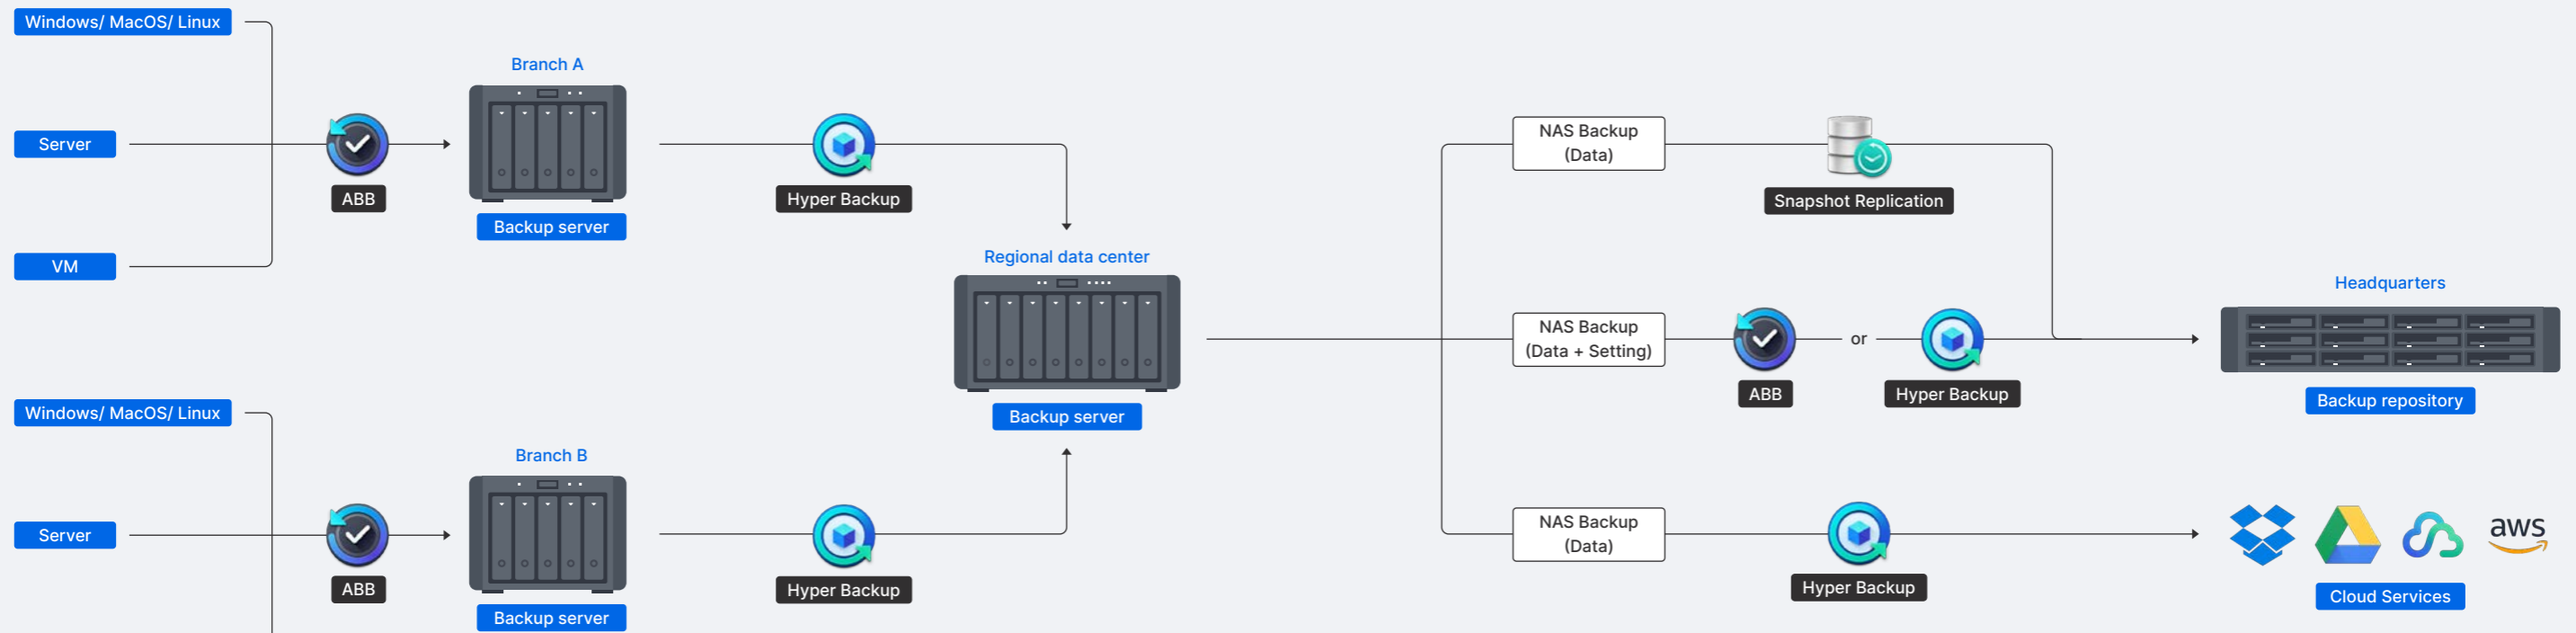 Windows/ MacOS/ Linux
Server
VM
ABB
Branch A
Backup server
Hyper Backup
Windows/ MacOS/ Linux
Server
ABB
Branch B
Backup server
Hyper Backup
Regional data center
Backup server
NAS Backup
(Data)
Snapshot Replication
NAS Backup
(Data + Setting)
ABB
or
Hyper Backup
Headquarters
Backup repository
NAS Backup
(Data)
Hyper Backup
aws
Cloud Services